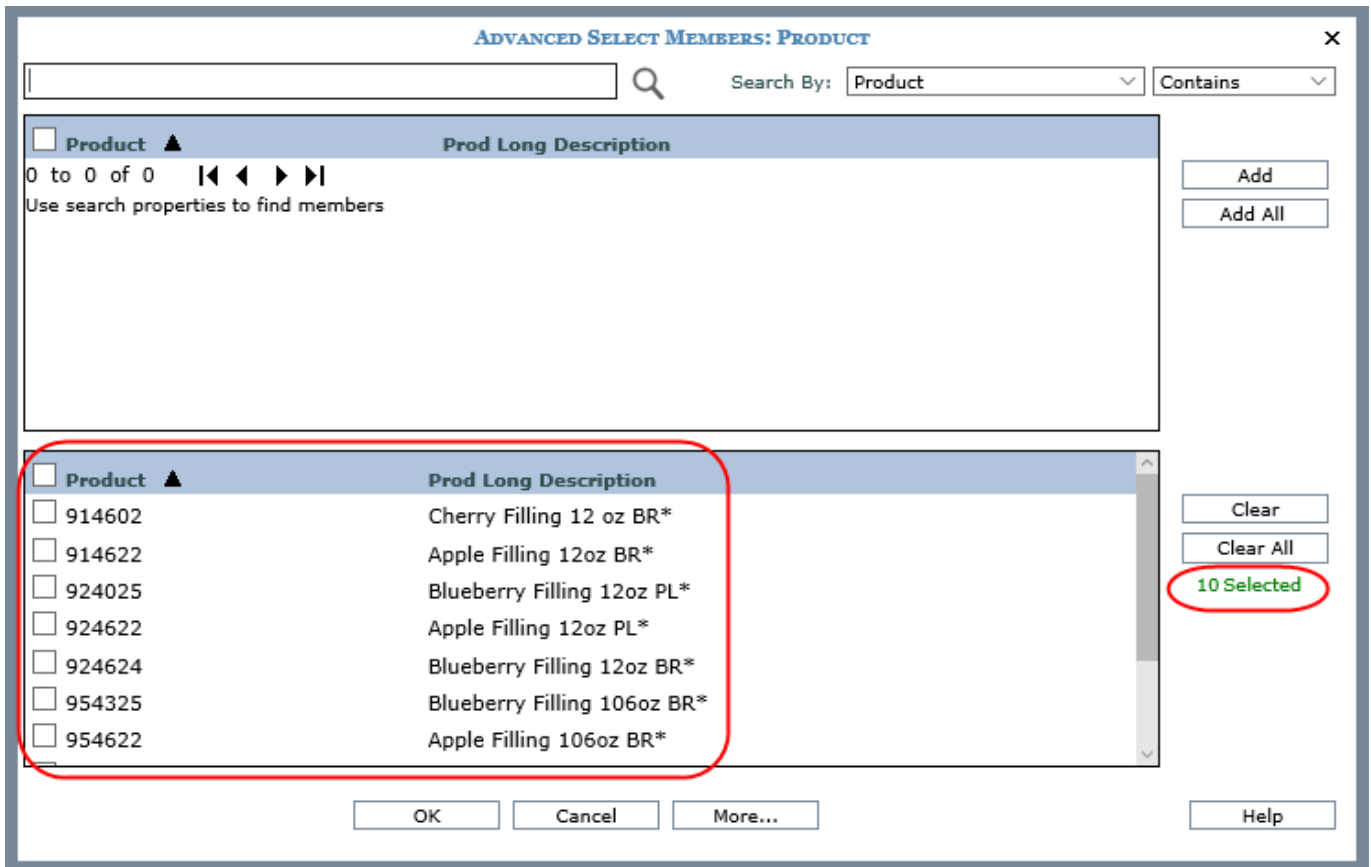 Advanced Select Members: Product
Search By: Product Contains
Product Prod Long Description
0 to 0 of 0
Use search properties to find members
Add
Add All
Product Prod Long Description
914602 Cherry Filling 12 oz BR*
914622 Apple Filling 12oz BR*
924025 Blueberry Filling 12oz PL*
924622 Apple Filling 12oz PL*
924624 Blueberry Filling 12oz BR*
954325 Blueberry Filling 106oz BR*
954622 Apple Filling 106oz BR*
Clear
Clear All
10 Selected
OK Cancel More... Help